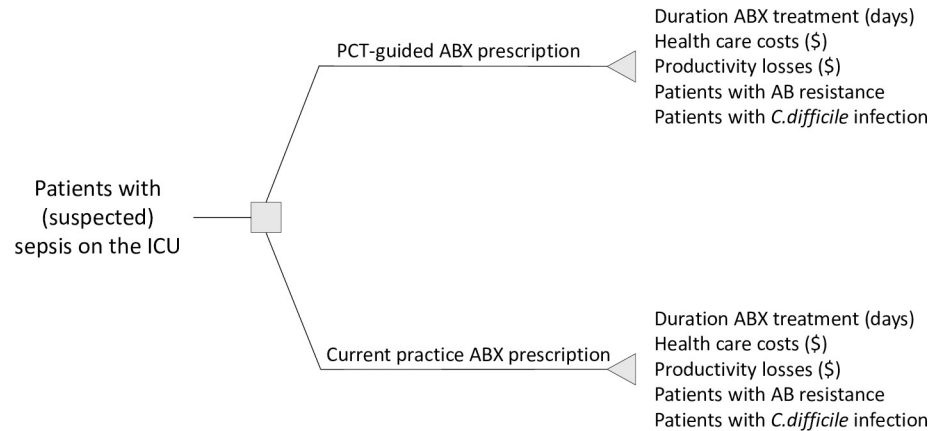 PCT-guided ABX prescription
Duration ABX treatment (days)
Health care costs ($)
Productivity losses ($)
Patients with AB resistance
Patients with C.difficile infection
Patients with
(suspected)
sepsis on the ICU
Current practice ABX prescription
Duration ABX treatment (days)
Health care costs ($)
Productivity losses ($)
Patients with AB resistance
Patients with C.difficile infection